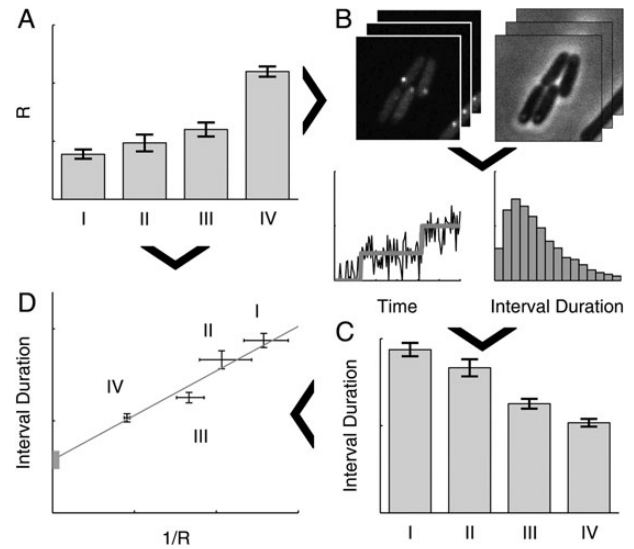 A
R
I II III IV
B
Time
Interval Duration
C
Interval Duration
I II III IV
D
Interval Duration
I
II
IV
III
1/R